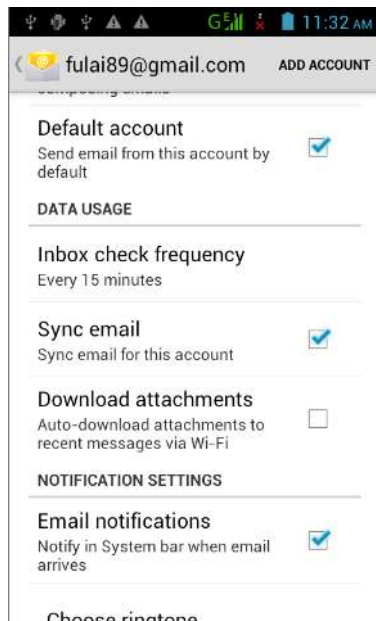 G E 11:32 AM
fulai89@gmail.com ADD ACCOUNT
composing emails
Default account
Send email from this account by
default
DATA USAGE
Inbox check frequency
Every 15 minutes
Sync email
Sync email for this account
Download attachments
Auto-download attachments to
recent messages via Wi-Fi
NOTIFICATION SETTINGS
Email notifications
Notify in System bar when email
arrives
Choose ringtone